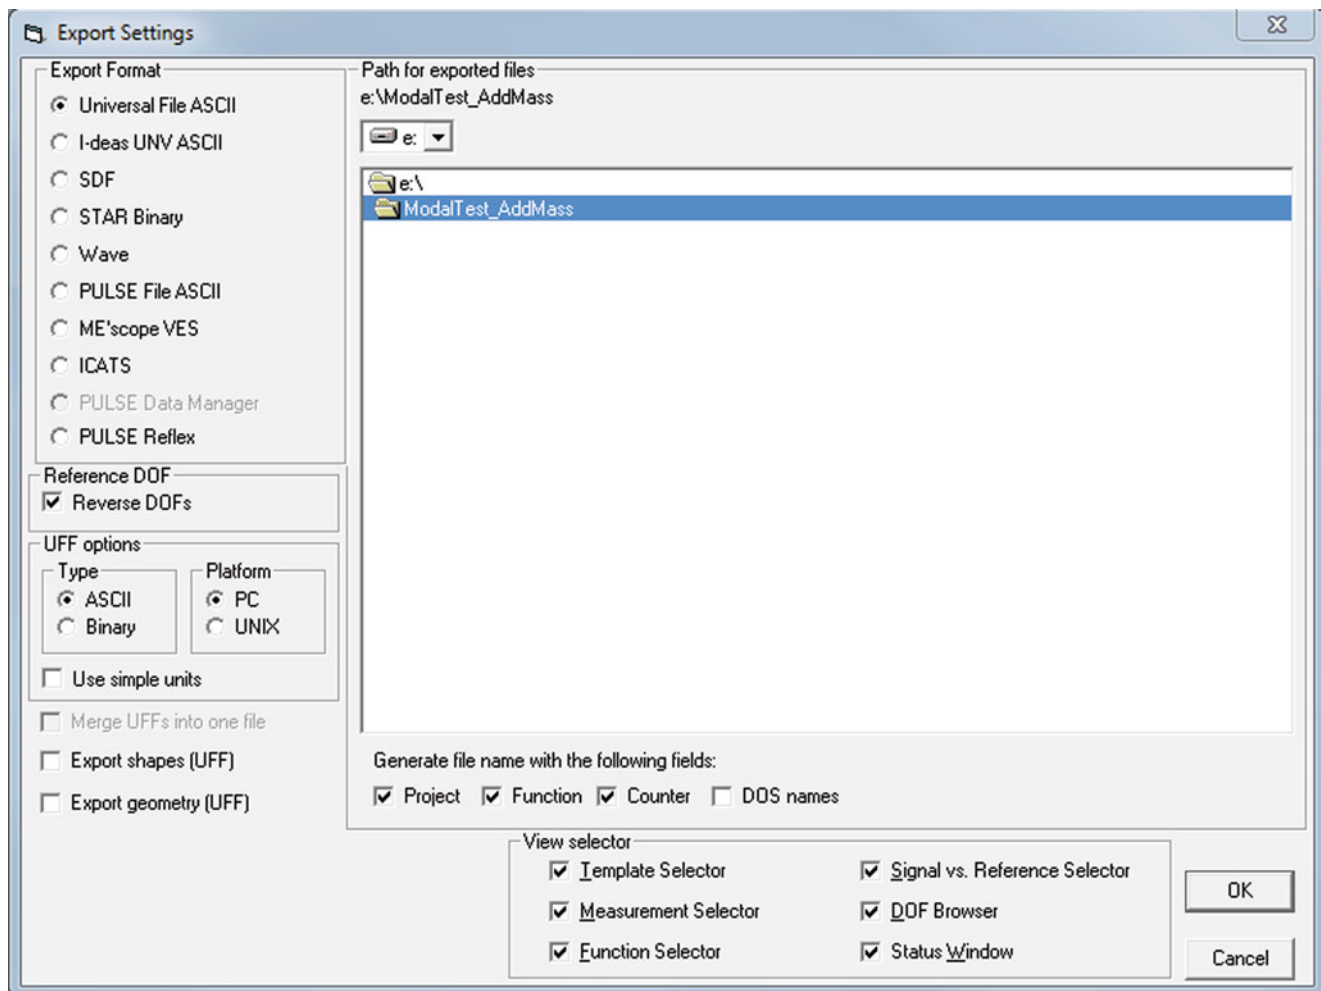 Export Settings
Export Format
Universal File ASCII
I-deas UNV ASCII
SDF
STAR Binary
Wave
PULSE File ASCII
ME'scope VES
ICATS
PULSE Data Manager
PULSE Reflex
Reference DOF
Reverse DOFs
UFF options
Type
ASCII
Binary
Platform
PC
UNIX
Use simple units
Merge UFFs into one file
Export shapes (UFF)
Export geometry (UFF)
Path for exported files
e:\ModalTest_AddMass
e:
e:\
ModalTest_AddMass
Generate file name with the following fields:
Project Function Counter DOS names
View selector
Template Selector
Measurement Selector
Function Selector
Signal vs. Reference Selector
DOF Browser
Status Window
OK
Cancel